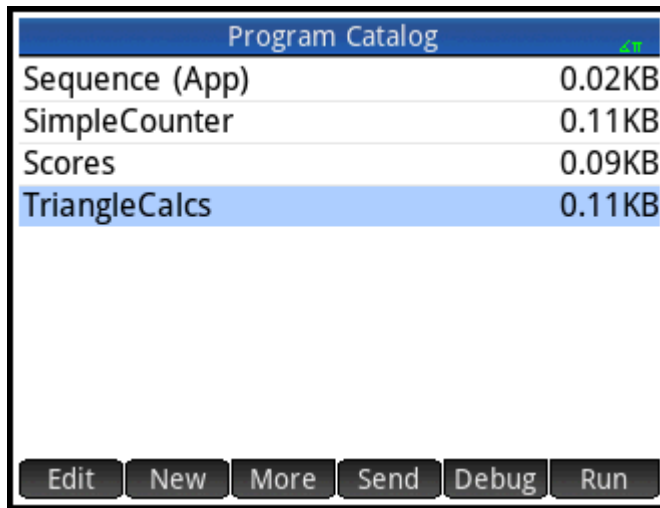 Program Catalog ∡π
Sequence (App) 0.02KB
SimpleCounter 0.11KB
Scores 0.09KB
TriangleCalcs 0.11KB
Edit New More Send Debug Run